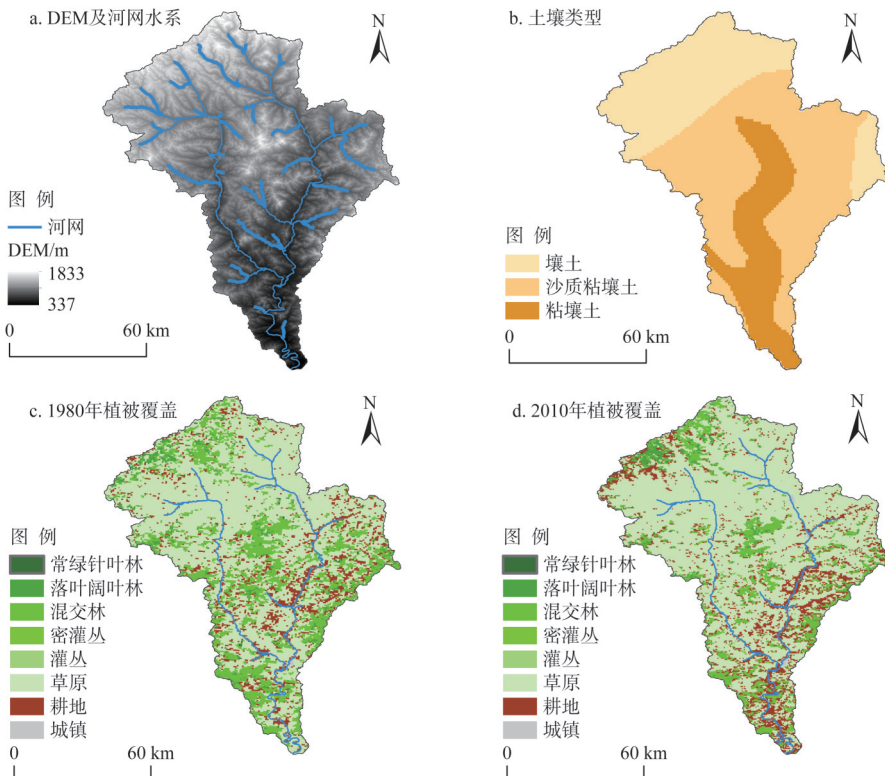 a. DEM及河网水系
N
图 例
河网
DEM/m
1833
337
0 60 km
b. 土壤类型
N
图 例
壤土
沙质粘壤土
粘壤土
0 60 km
c. 1980年植被覆盖
N
图 例
常绿针叶林
落叶阔叶林
混交林
密灌丛
灌丛
草原
耕地
城镇
0 60 km
d. 2010年植被覆盖
N
图 例
常绿针叶林
落叶阔叶林
混交林
密灌丛
灌丛
草原
耕地
城镇
0 60 km